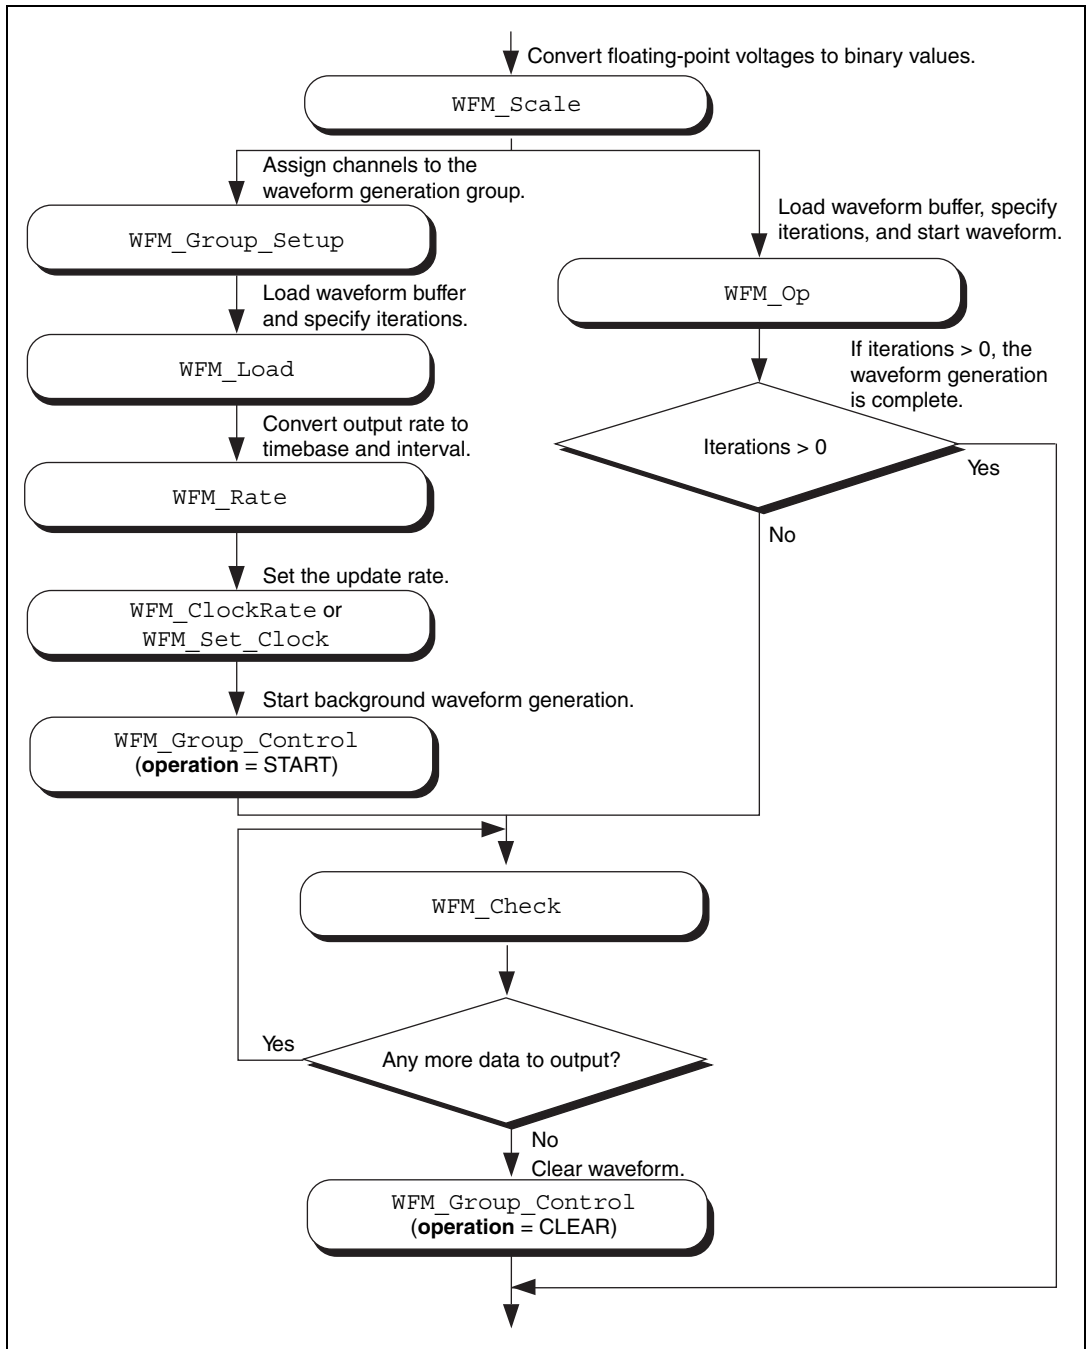 Convert floating-point voltages to binary values.
WFM_Scale
Assign channels to the
waveform generation group.
WFM_Group_Setup
Load waveform buffer
and specify iterations.
WFM_Load
Convert output rate to
timebase and interval.
WFM_Rate
Set the update rate.
WFM_ClockRate or
WFM_Set_Clock
Start background waveform generation.
WFM_Group_Control
(operation = START)
Load waveform buffer, specify
iterations, and start waveform.
WFM_Op
If iterations > 0, the
waveform generation
is complete.
Iterations > 0
Yes
No
WFM_Check
Any more data to output?
Yes
No
Clear waveform.
WFM_Group_Control
(operation = CLEAR)